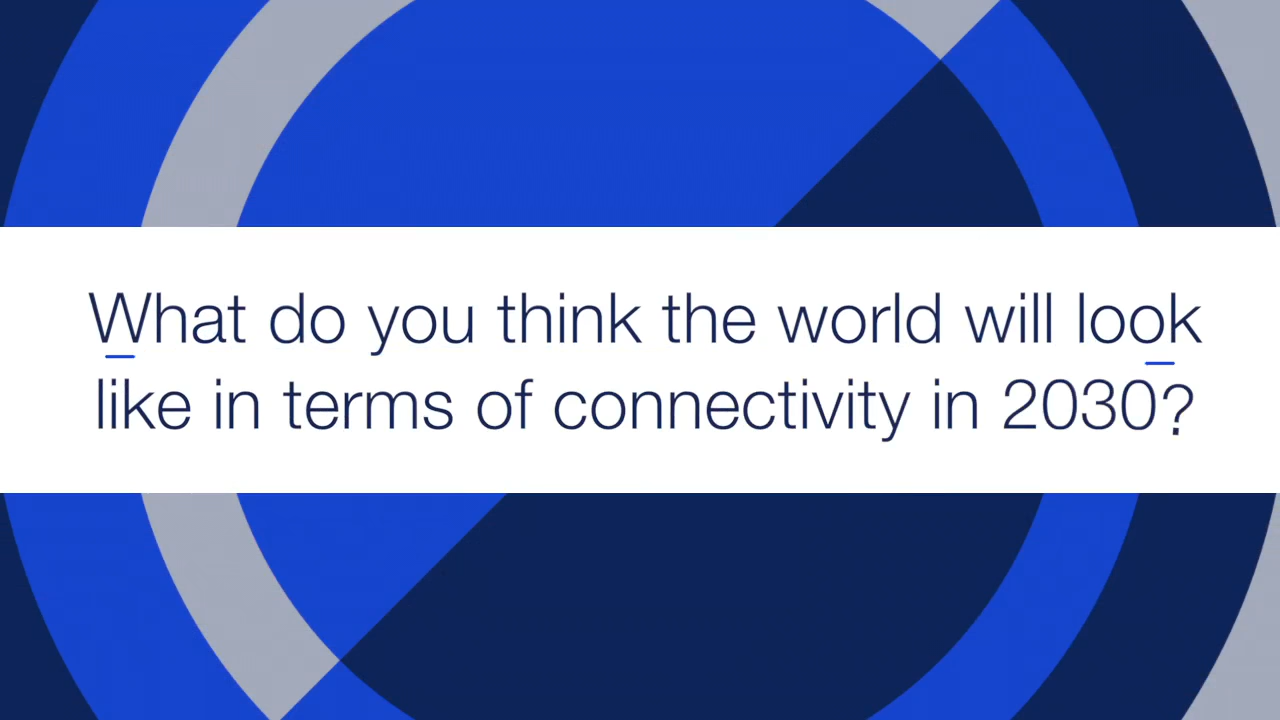 What do you think the world will look
like in terms of connectivity in 2030?